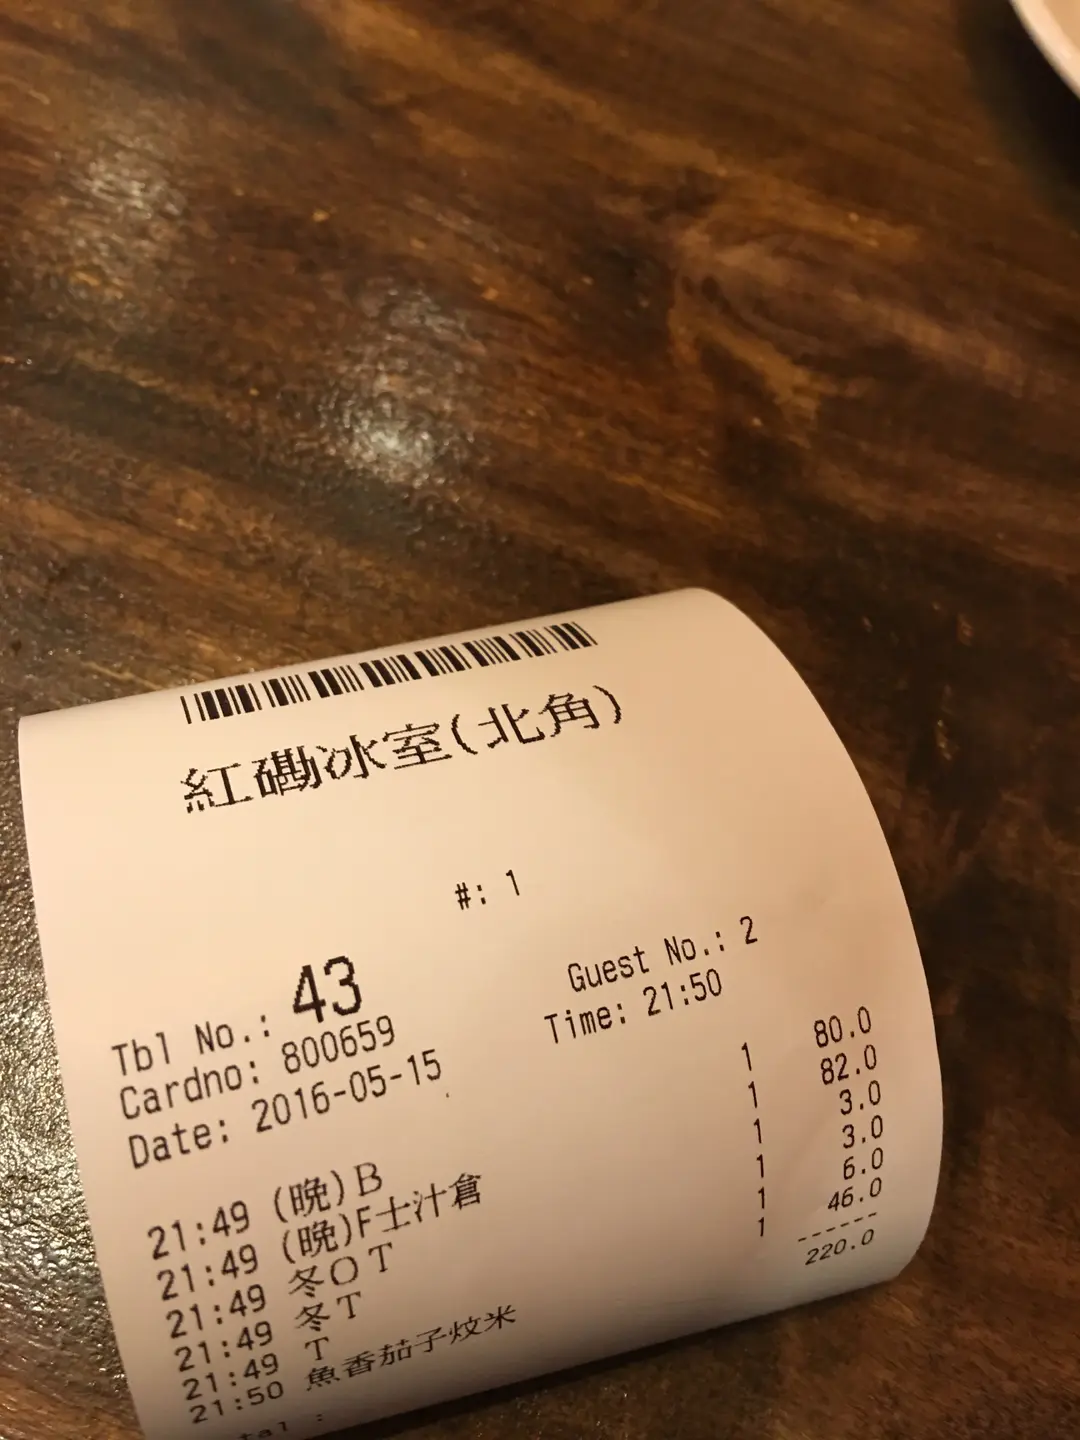 紅磡冰室(北角)
#: 1
Tbl No.: 43 Guest No.: 2
Cardno: 800659 Time: 21:50
Date: 2016-05-15
21:49 (晚)B 1 80.0
21:49 (晚)F士汁倉 1 82.0
21:49 冬O T 1 3.0
21:49 冬T 1 3.0
21:49 T 1 6.0
21:50 魚香茄子炆米 1 46.0
------
220.0